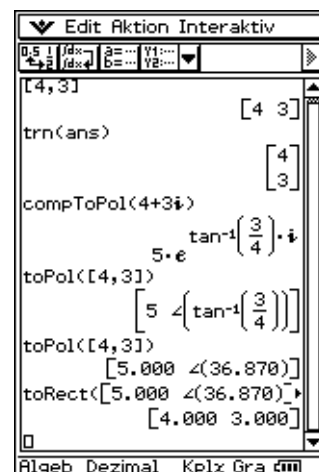 Edit Aktion Interaktiv
[4,3]
[4 3]
trn(ans)
[4
3]
compToPol(4+3i)
5·e^tan⁻¹(3/4)·i
toPol([4,3])
[5 ∠(tan⁻¹(3/4))]
toPol([4,3])
[5.000 ∠(36.870)]
toRect([5.000 ∠(36.870)]
[4.000 3.000]
Algeb Dezimal Kplx Gra